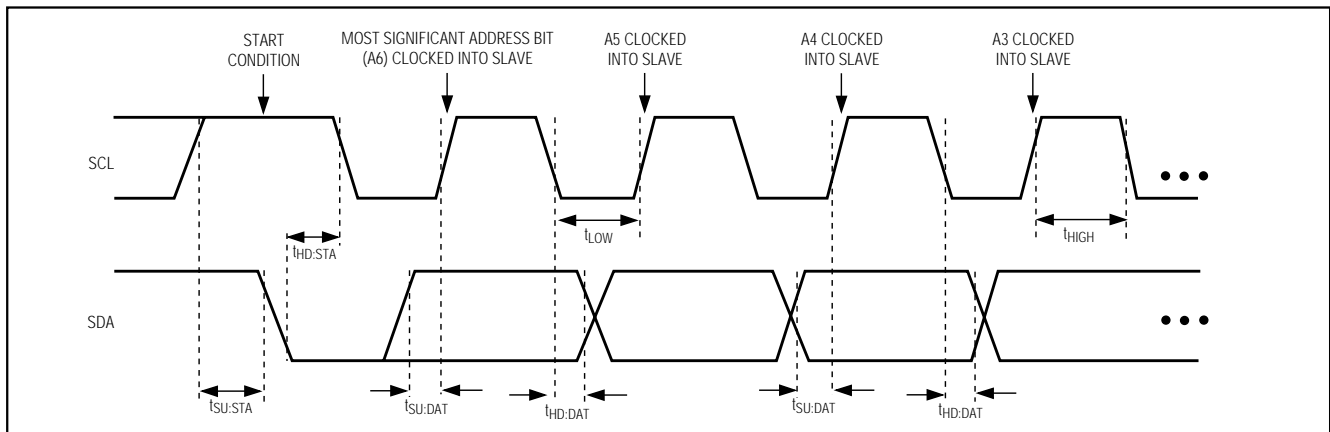 START
CONDITION
MOST SIGNIFICANT ADDRESS BIT
(A6) CLOCKED INTO SLAVE
A5 CLOCKED
INTO SLAVE
A4 CLOCKED
INTO SLAVE
A3 CLOCKED
INTO SLAVE
SCL
tHD:STA
tLOW
tHIGH
SDA
tSU:STA
tSU:DAT
tHD:DAT
tSU:DAT
tHD:DAT